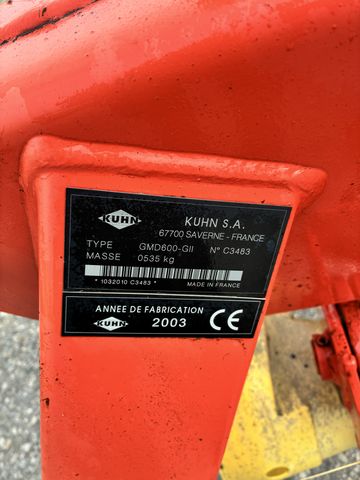 KUHN
KUHN S.A.
67700 SAVERNE - FRANCE
TYPE GMD600-GII N° C3483
MASSE 0535 kg
* 1032010 C3483 * MADE IN FRANCE
ANNEE DE FABRICATION
KUHN 2003 CE